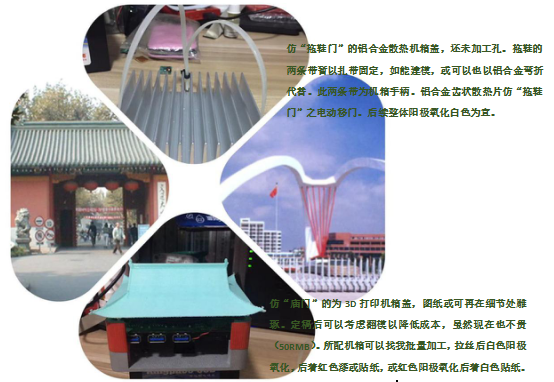 仿“拖鞋门”的铝合金散热机箱盖，还未加工孔。拖鞋的
两条带暂以扎带固定，如能建模，或可以也以铝合金弯折
代替。此两条带为机箱手柄。铝合金齿状散热片仿“拖鞋
门”之电动移门。后续整体阳极氧化白色为宜。
仿“庙门”的为3D打印机箱盖，图纸或可再在细节处雕
琢。定稿后可以考虑翻模以降低成本，虽然现在也不贵
（50RMB）。所配机箱可以找我批量加工，拉丝后白色阳极
氧化，后着红色漆或贴纸，或红色阳极氧化后着白色贴纸。